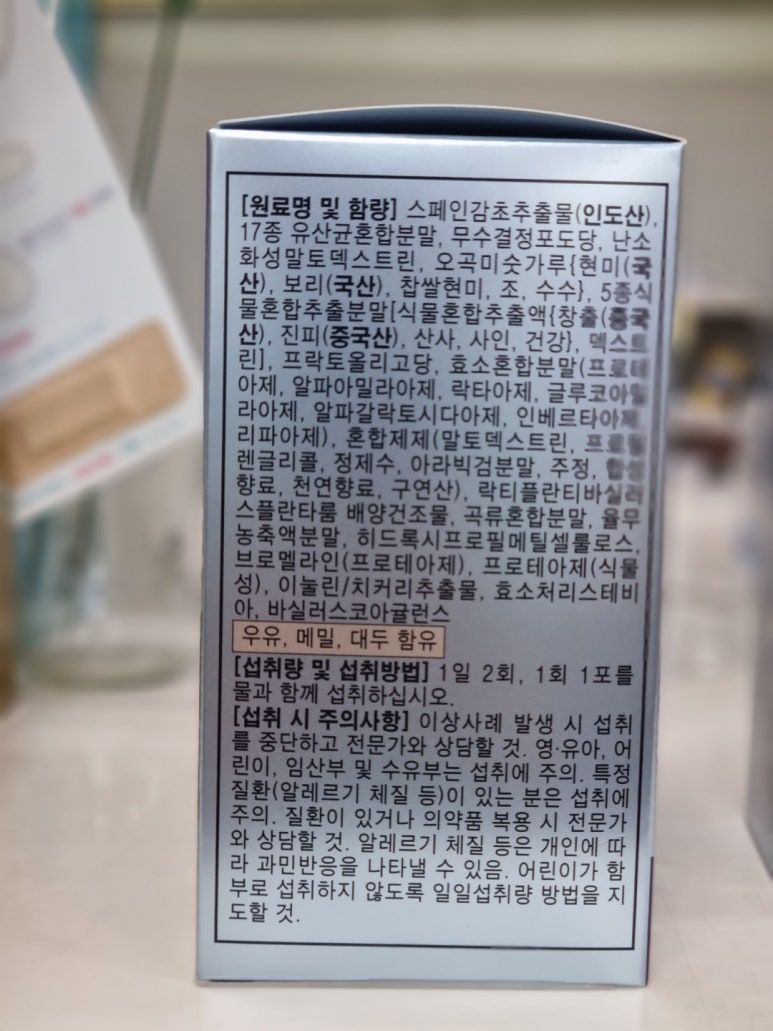 [원료명 및 함량] 스페인감초추출물(인도산),
17종 유산균혼합분말, 무수결정포도당, 난소
화성말토덱스트린, 오곡미숫가루{현미(국
산), 보리(국산), 찹쌀현미, 조, 수수}, 5종식
물혼합추출분말[식물혼합추출액{창출(중국
산), 진피(중국산), 산사, 사인, 건강}, 덱스트
린], 프락토올리고당, 효소혼합분말(프로테
아제, 알파아밀라아제, 락타아제, 글루코아밀
라아제, 알파갈락토시다아제, 인베르타아제,
리파아제), 혼합제제(말토덱스트린, 프로필
렌글리콜, 정제수, 아라빅검분말, 주정, 합성
향료, 천연향료, 구연산), 락티플란티바실러
스플란타룸 배양건조물, 곡류혼합분말, 율무
농축액분말, 히드록시프로필메틸셀룰로스,
브로멜라인(프로테아제), 프로테아제(식물
성), 이눌린/치커리추출물, 효소처리스테비
아, 바실러스코아귤런스
우유, 메밀, 대두 함유
[섭취량 및 섭취방법] 1일 2회, 1회 1포를
물과 함께 섭취하십시오.
[섭취 시 주의사항] 이상사례 발생 시 섭취
를 중단하고 전문가와 상담할 것. 영·유아, 어
린이, 임산부 및 수유부는 섭취에 주의. 특정
질환(알레르기 체질 등)이 있는 분은 섭취에
주의. 질환이 있거나 의약품 복용 시 전문가
와 상담할 것. 알레르기 체질 등은 개인에 따
라 과민반응을 나타낼 수 있음. 어린이가 함
부로 섭취하지 않도록 일일섭취량 방법을 지
도할 것.